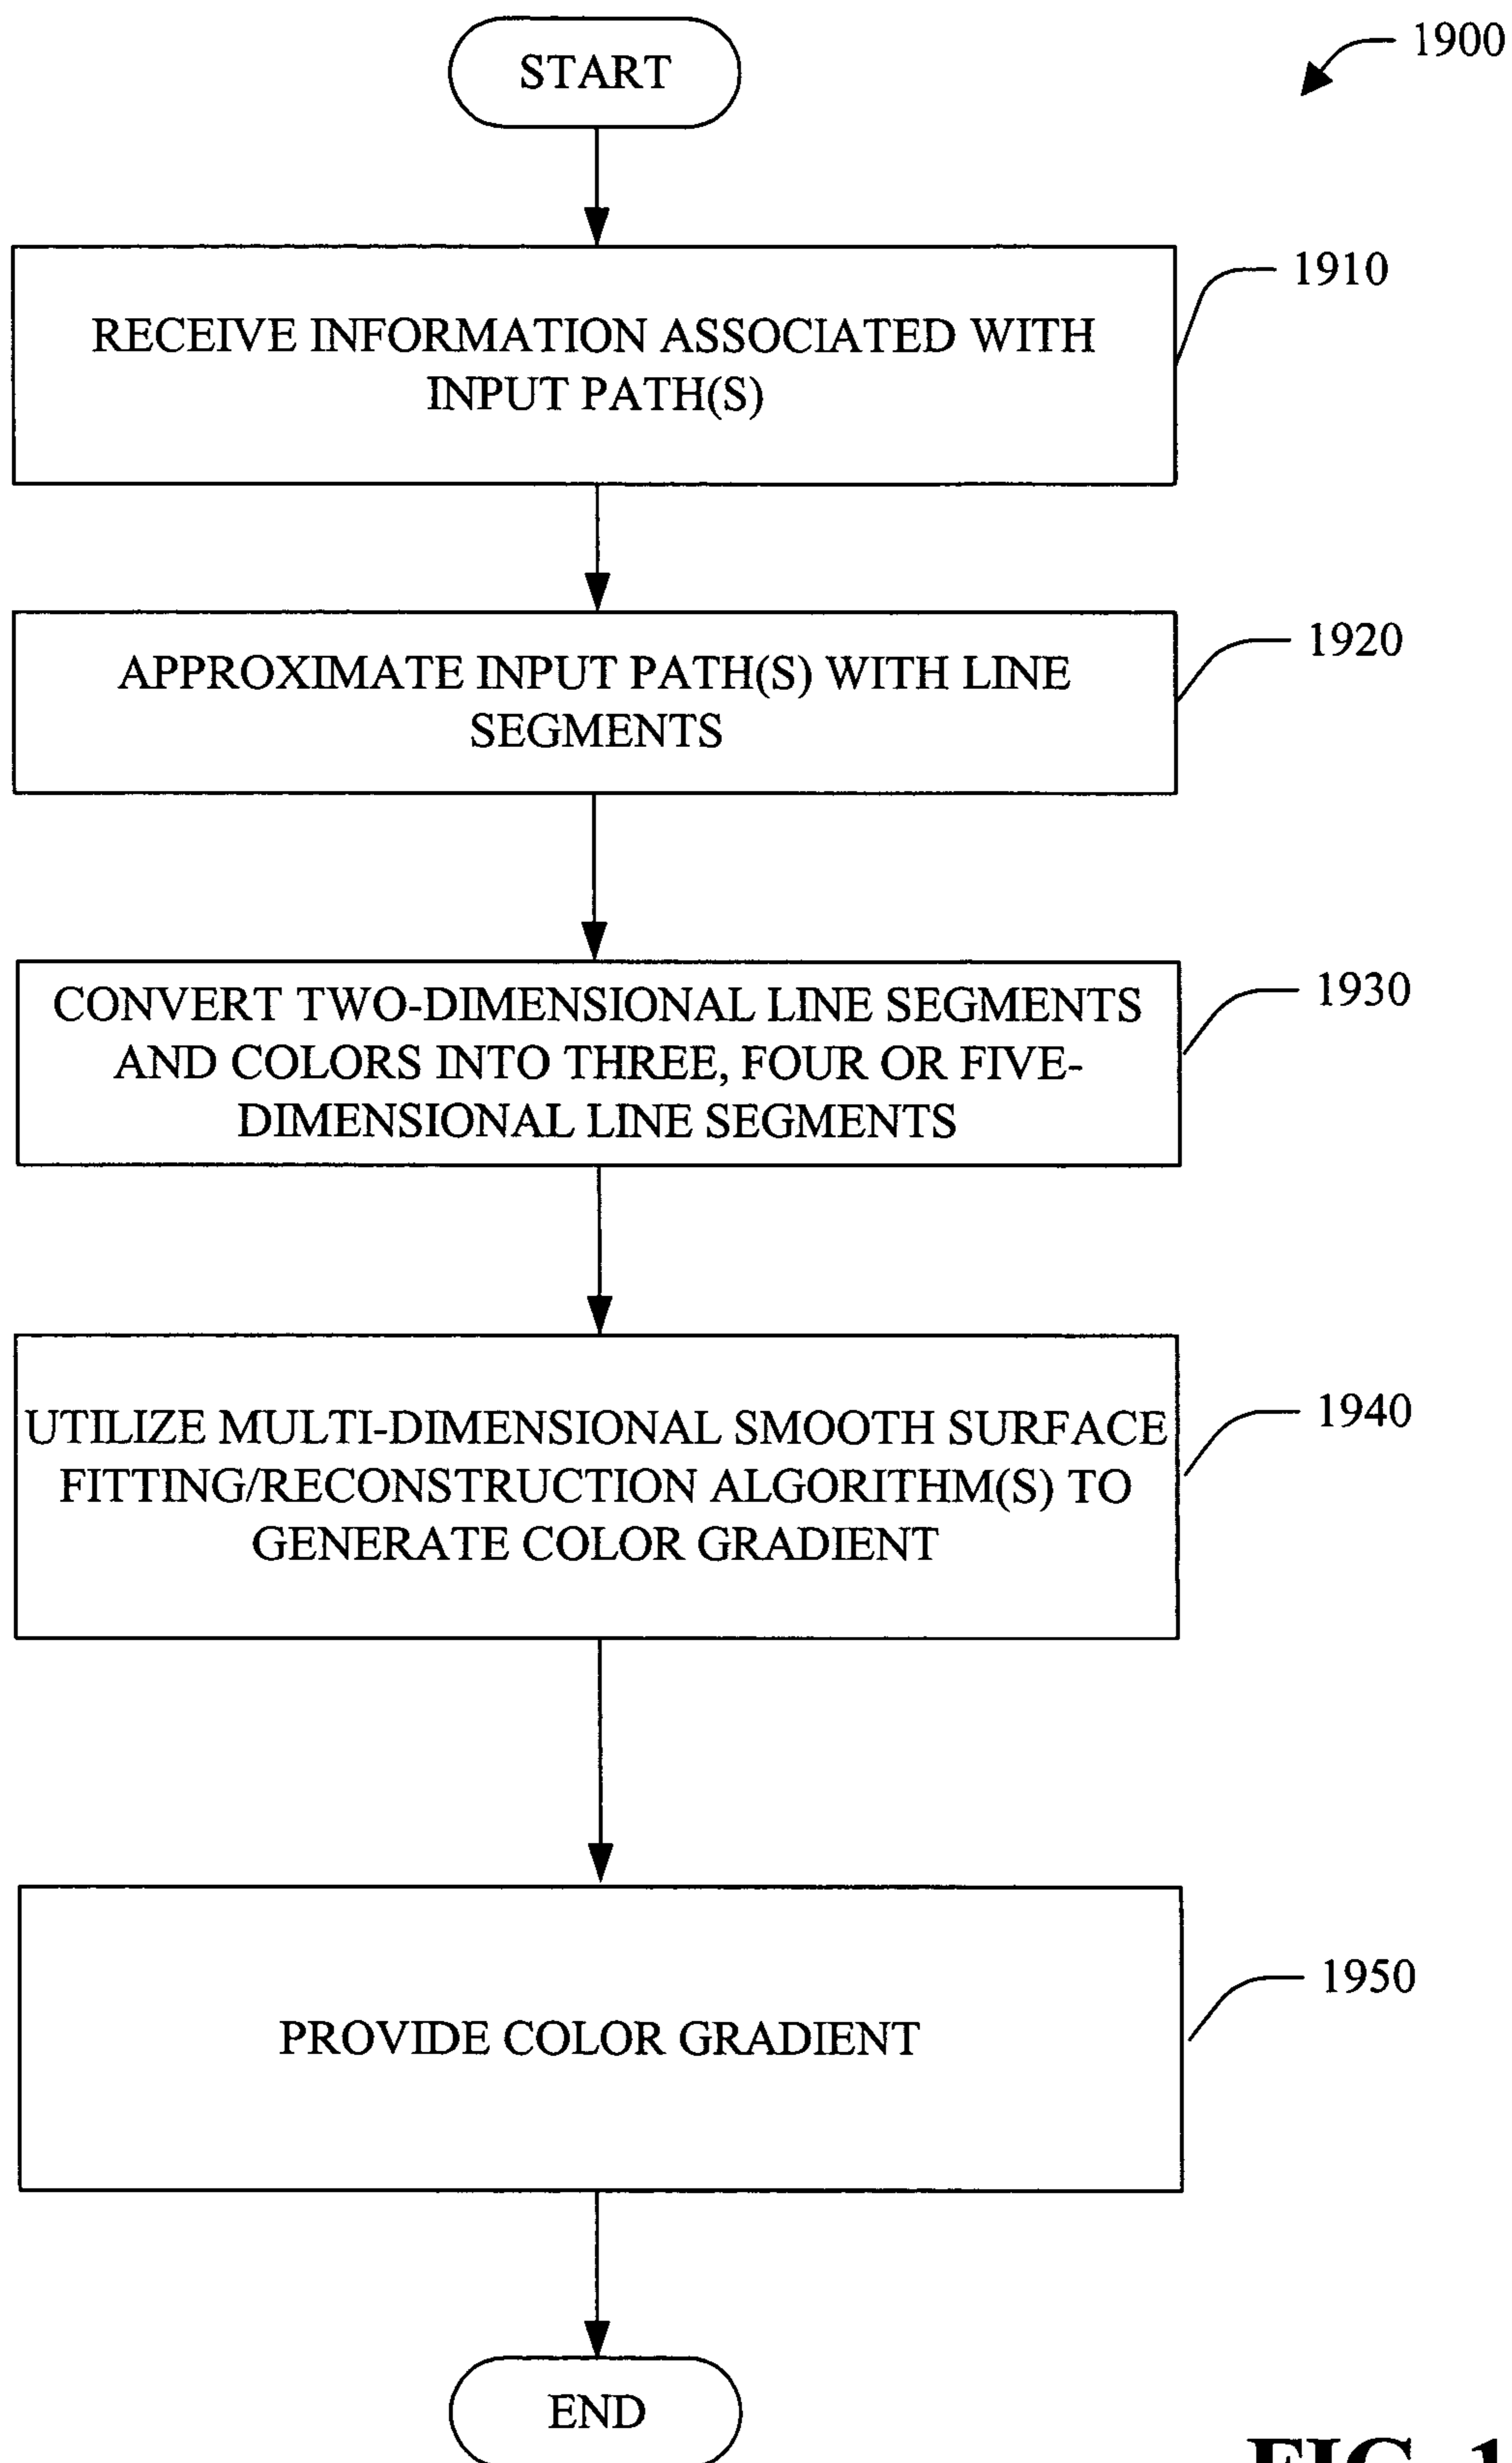 START
1900
RECEIVE INFORMATION ASSOCIATED WITH
INPUT PATH(S)
1910
APPROXIMATE INPUT PATH(S) WITH LINE
SEGMENTS
1920
CONVERT TWO-DIMENSIONAL LINE SEGMENTS
AND COLORS INTO THREE, FOUR OR FIVE-
DIMENSIONAL LINE SEGMENTS
1930
UTILIZE MULTI-DIMENSIONAL SMOOTH SURFACE
FITTING/RECONSTRUCTION ALGORITHM(S) TO
GENERATE COLOR GRADIENT
1940
PROVIDE COLOR GRADIENT
1950
END